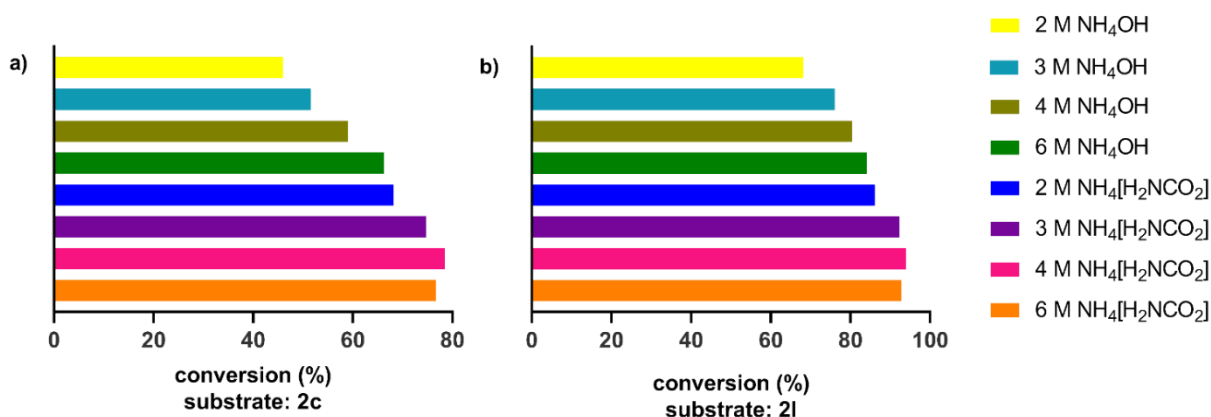 a)
0 20 40 60 80
conversion (%)
substrate: 2c
b)
0 20 40 60 80 100
conversion (%)
substrate: 2l
2 M NH₄OH
3 M NH₄OH
4 M NH₄OH
6 M NH₄OH
2 M NH₄[H₂NCO₂]
3 M NH₄[H₂NCO₂]
4 M NH₄[H₂NCO₂]
6 M NH₄[H₂NCO₂]